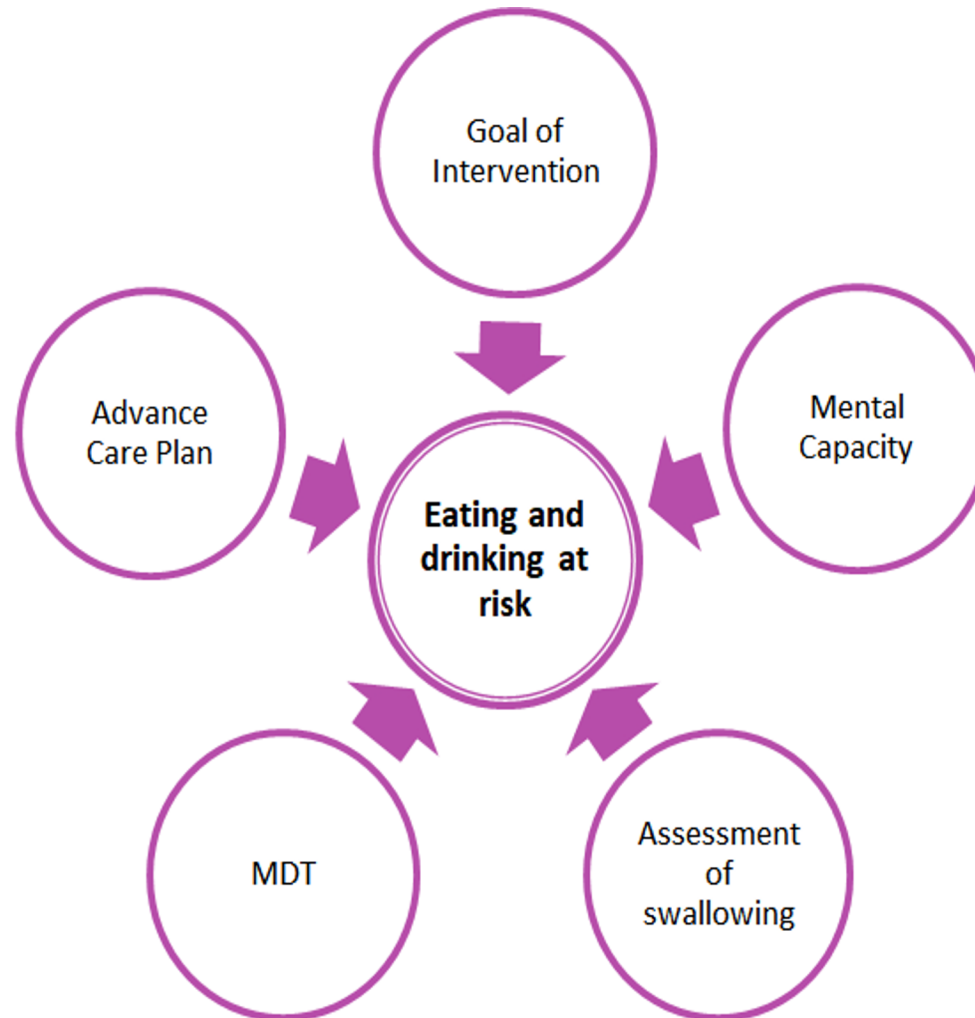 Goal of
Intervention
Advance
Care Plan
Mental
Capacity
Eating and
drinking at
risk
MDT
Assessment
of
swallowing